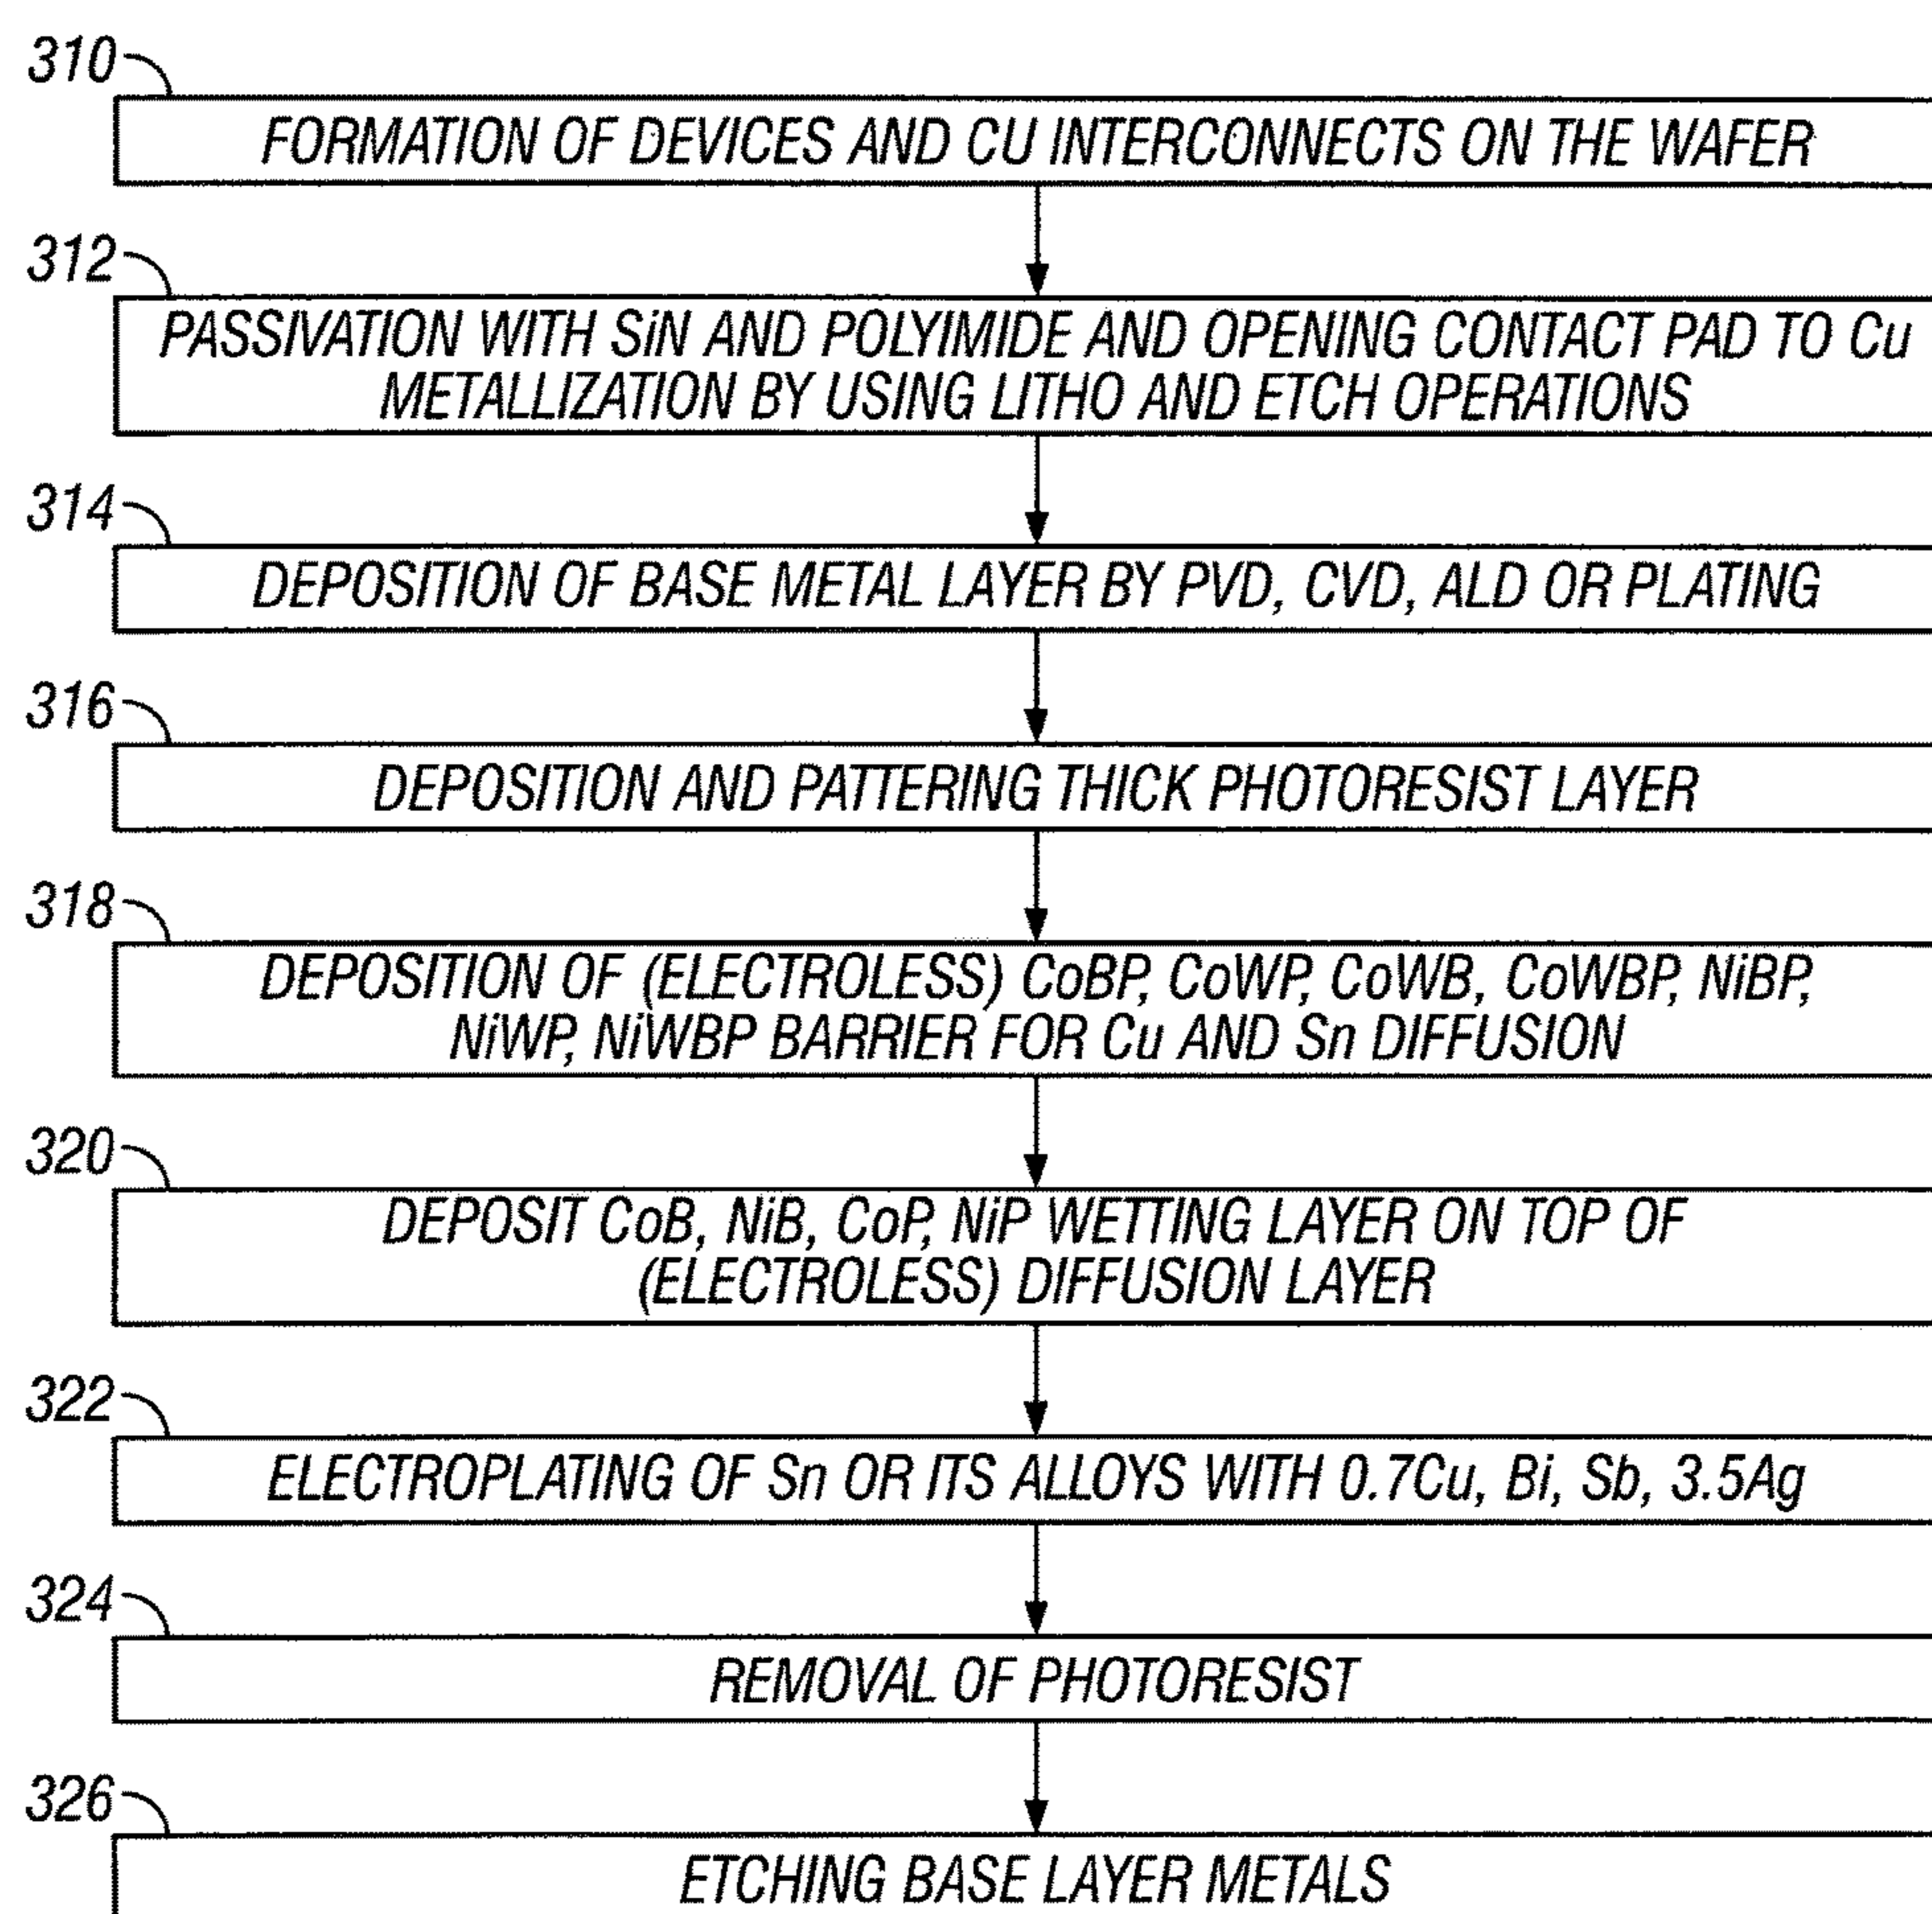 310
FORMATION OF DEVICES AND CU INTERCONNECTS ON THE WAFER
312
PASSIVATION WITH SiN AND POLYIMIDE AND OPENING CONTACT PAD TO Cu
METALLIZATION BY USING LITHO AND ETCH OPERATIONS
314
DEPOSITION OF BASE METAL LAYER BY PVD, CVD, ALD OR PLATING
316
DEPOSITION AND PATTERING THICK PHOTORESIST LAYER
318
DEPOSITION OF (ELECTROLESS) CoBP, CoWP, CoWB, CoWBP, NiBP,
NiWP, NiWBP BARRIER FOR Cu AND Sn DIFFUSION
320
DEPOSIT CoB, NiB, CoP, NiP WETTING LAYER ON TOP OF
(ELECTROLESS) DIFFUSION LAYER
322
ELECTROPLATING OF Sn OR ITS ALLOYS WITH 0.7Cu, Bi, Sb, 3.5Ag
324
REMOVAL OF PHOTORESIST
326
ETCHING BASE LAYER METALS